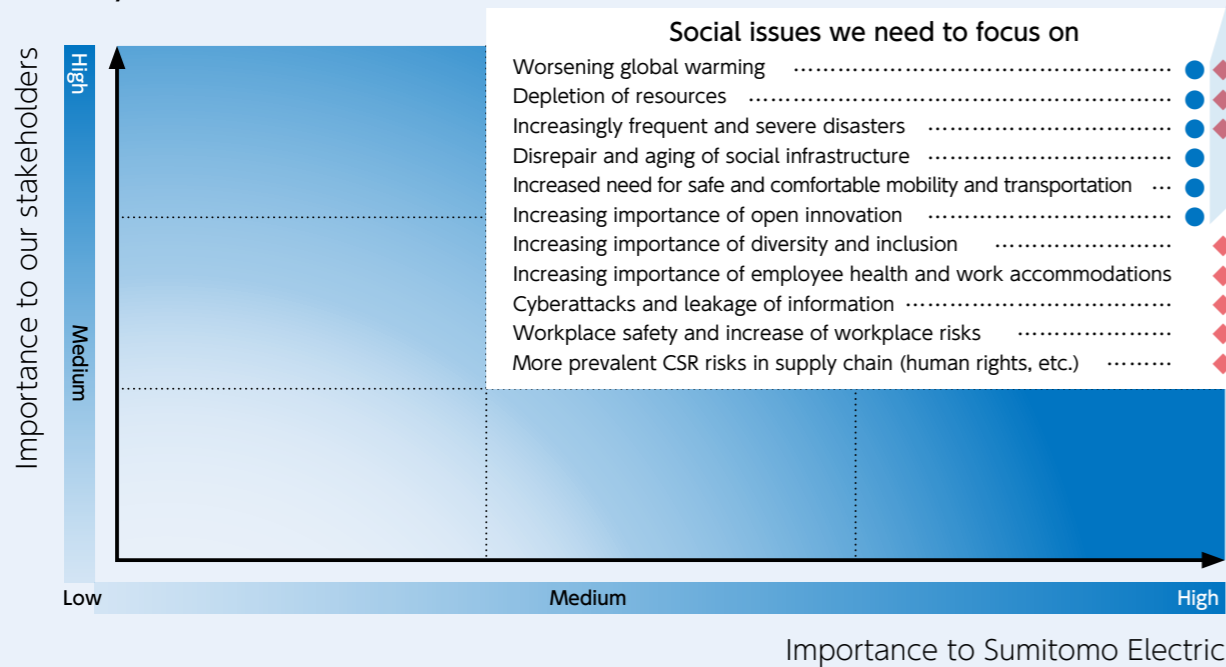 Social issues we need to focus on
Worsening global warming
Depletion of resources
Increasingly frequent and severe disasters
Disrepair and aging of social infrastructure
Increased need for safe and comfortable mobility and transportation
Increasing importance of open innovation
Increasing importance of diversity and inclusion
Increasing importance of employee health and work accommodations
Cyberattacks and leakage of information
Workplace safety and increase of workplace risks
More prevalent CSR risks in supply chain (human rights, etc.)
Importance to our stakeholders
High
Medium
Low
Medium
High
Importance to Sumitomo Electric